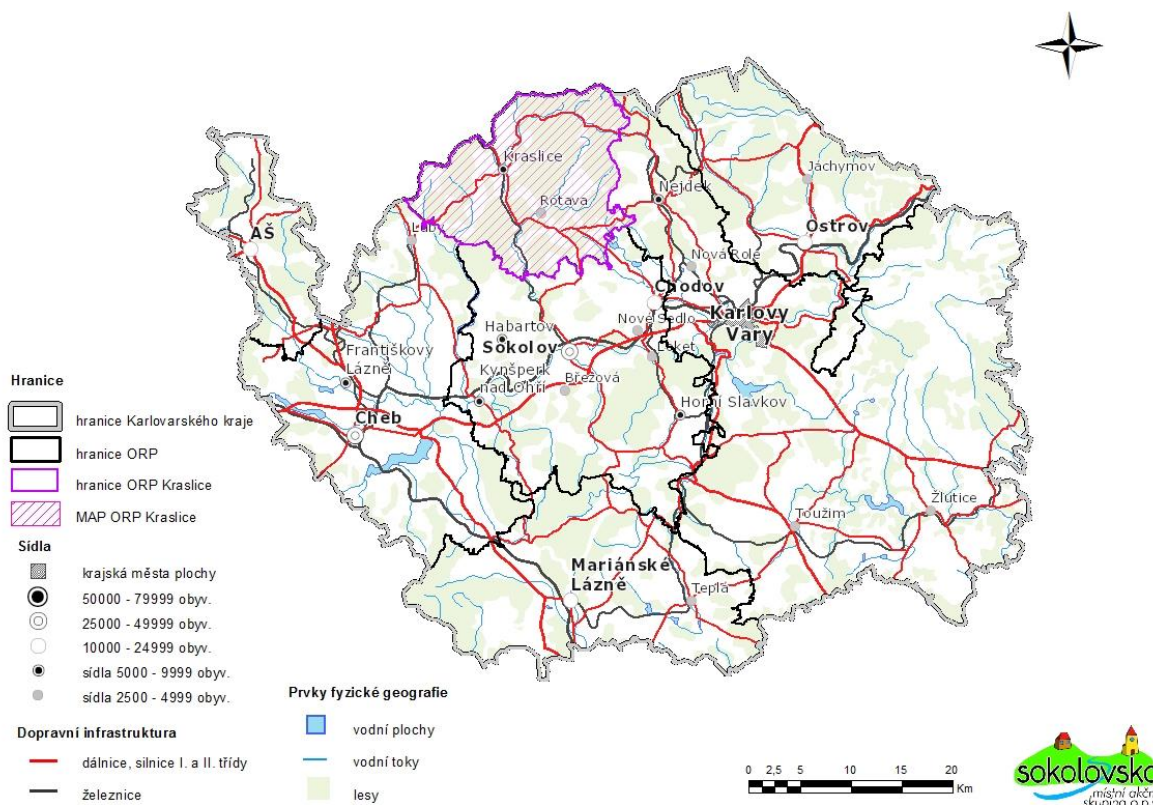 Kraslice
Rotava
Nejdek
Jáchymov
Ostrov
AŠ
Luby
Nová Role
Chodov
Karlovy
Vary
Nové Sedlo
Habartov
Sokolov
Loket
Františkovy
Lázně
Kynšperk
nad Ohří
Březová
Cheb
Horní Slavkov
Toužim
Žlutice
Mariánské
Lázně
Teplá
Hranice
hranice Karlovarského kraje
hranice ORP
hranice ORP Kraslice
MAP ORP Kraslice
Sídla
krajská města plochy
50000 - 79999 obyv.
25000 - 49999 obyv.
10000 - 24999 obyv.
sídla 5000 - 9999 obyv.
sídla 2500 - 4999 obyv.
Dopravní infrastruktura
dálnice, silnice I. a II. třídy
železnice
Prvky fyzické geografie
vodní plochy
vodní toky
lesy
0 2,5 5 10 15 20
Km
sokolovsko
místní akčn
skupina o.p.